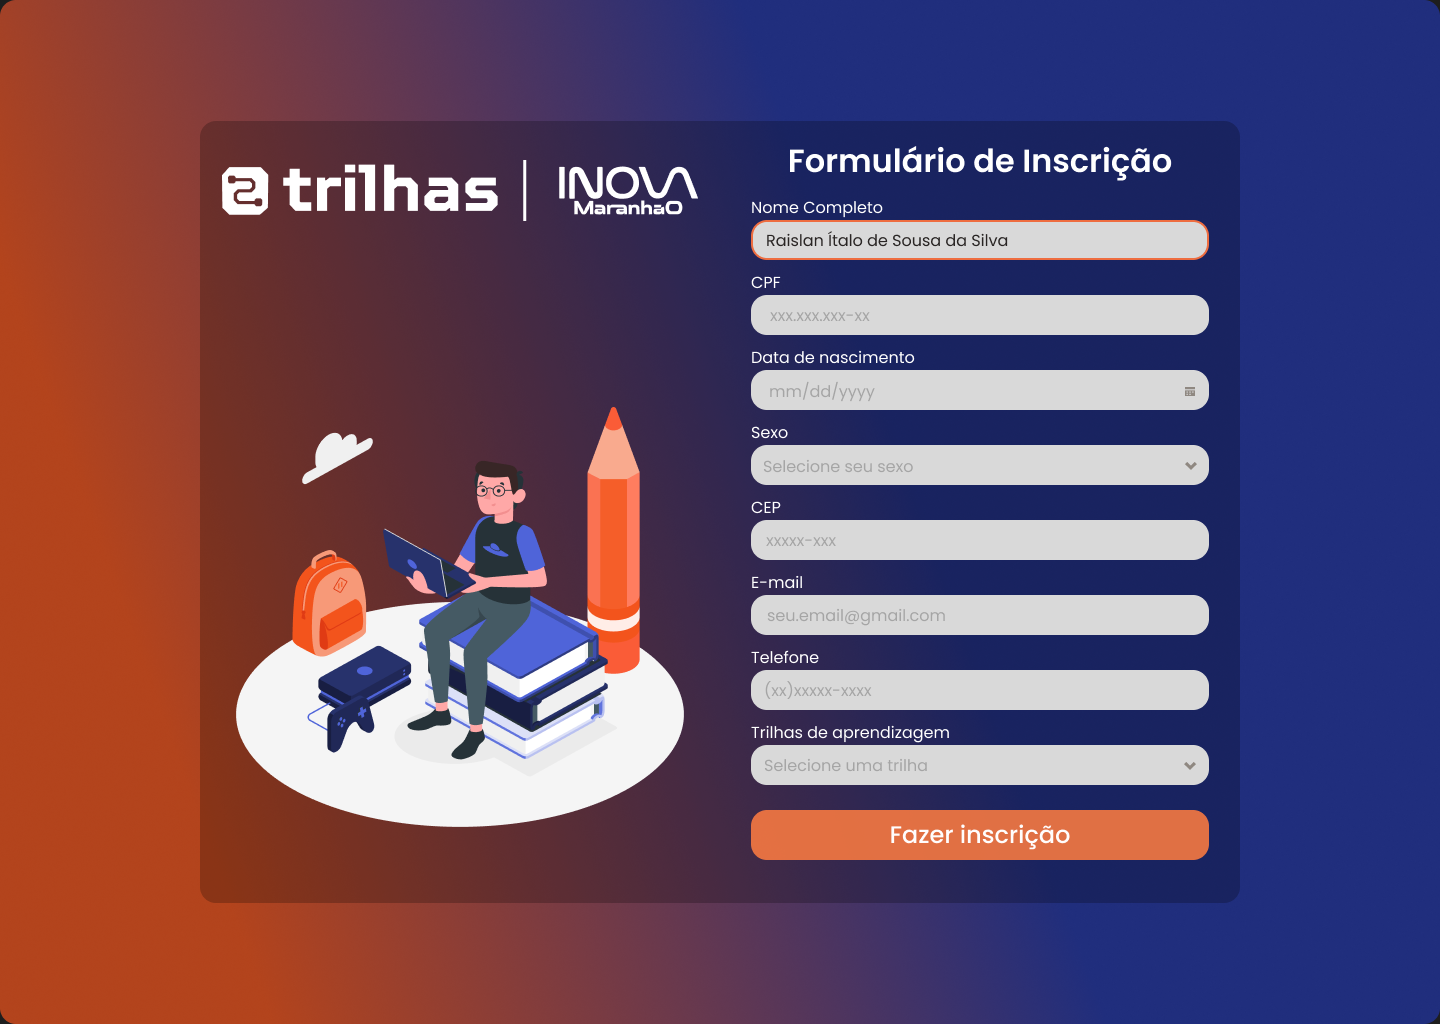 trilhas
INOVA
MaranhaO
Formulário de Inscrição
Nome Completo
Raislan Ítalo de Sousa da Silva
CPF
xxx.xxx.xxx-xx
Data de nascimento
mm/dd/yyyy
Sexo
Selecione seu sexo
CEP
xxxxx-xxx
E-mail
seu.email@gmail.com
Telefone
(xx)xxxxx-xxxx
Trilhas de aprendizagem
Selecione uma trilha
Fazer inscrição